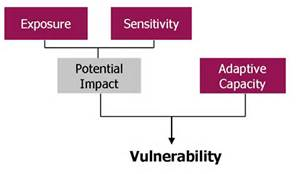 Exposure
Sensitivity
Potential
Impact
Adaptive
Capacity
Vulnerability